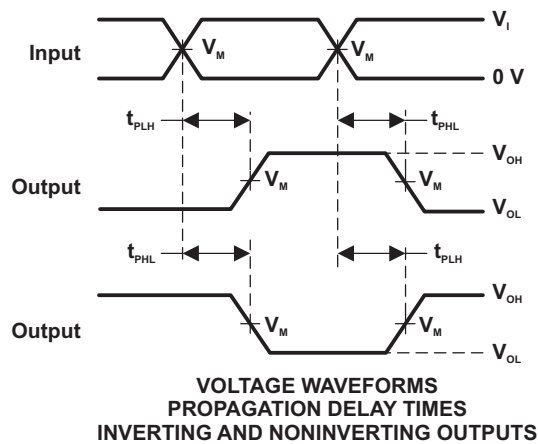 V_I
Input V_M V_M
0 V
t_PLH t_PHL
V_OH
Output V_M V_M
V_OL
t_PHL t_PLH
V_OH
Output V_M V_M
V_OL
VOLTAGE WAVEFORMS
PROPAGATION DELAY TIMES
INVERTING AND NONINVERTING OUTPUTS